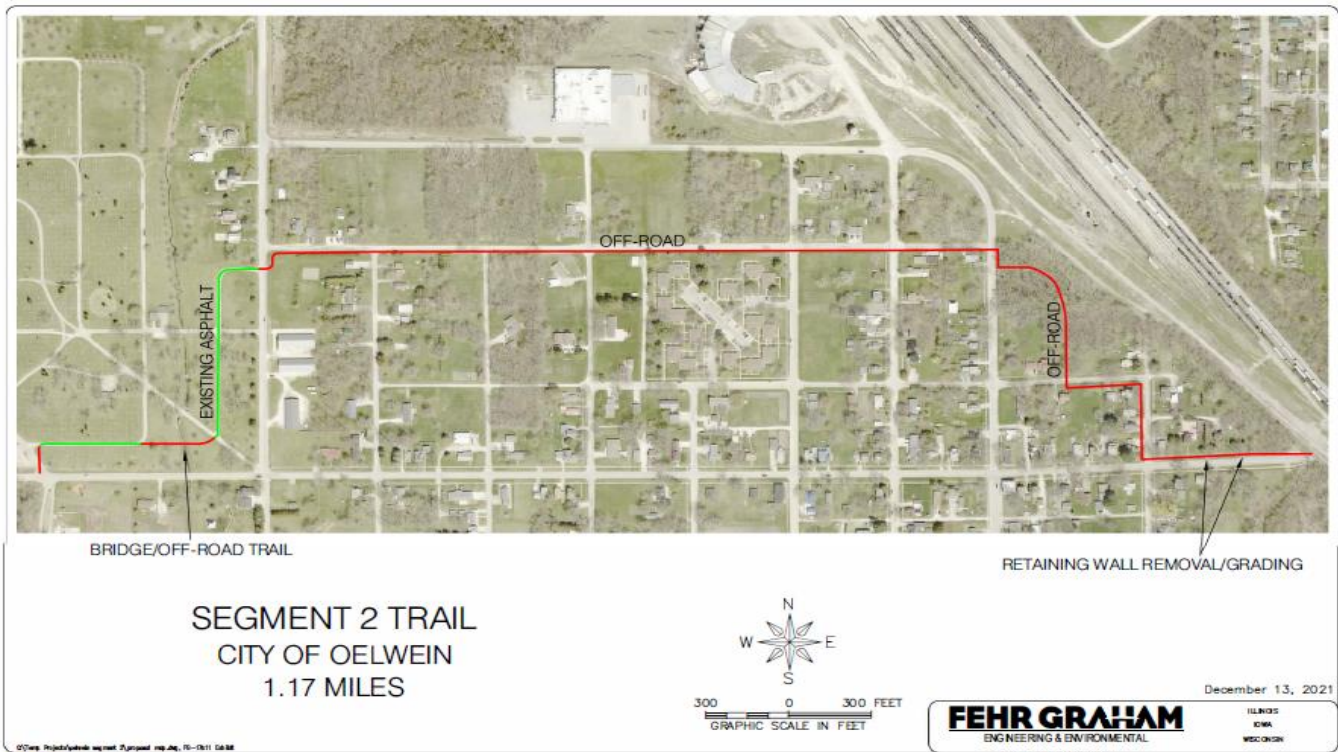 OFF-ROAD
EXISTING ASPHALT
OFF-ROAD
BRIDGE/OFF-ROAD TRAIL
RETAINING WALL REMOVAL/GRADING
SEGMENT 2 TRAIL
CITY OF OELWEIN
1.17 MILES
N
W E
S
300 0 300 FEET
GRAPHIC SCALE IN FEET
December 13, 2021
FEHR GRAHAM
ENGINEERING & ENVIRONMENTAL
ILLINOIS
IOWA
WISCONSIN